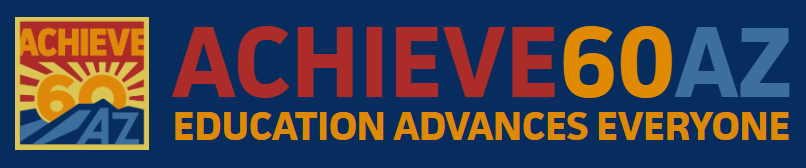 ACHIEVE
60
AZ
ACHIEVE60AZ
EDUCATION ADVANCES EVERYONE